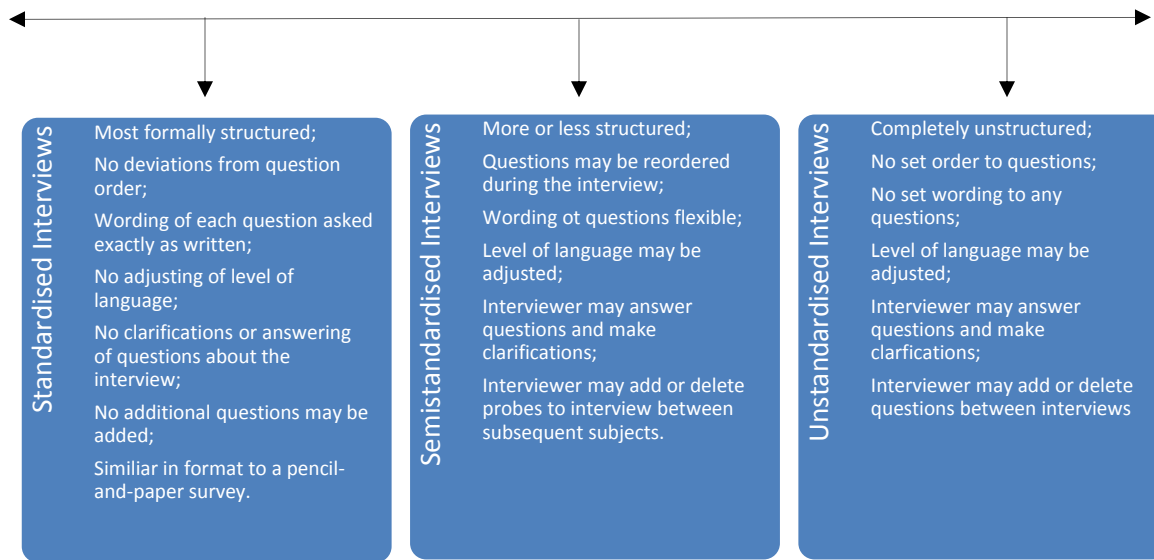 Standardised Interviews
Most formally structured;
No deviations from question
order;
Wording of each question asked
exactly as written;
No adjusting of level of
language;
No clarifications or answering
of questions about the
interview;
No additional questions may be
added;
Similiar in format to a pencil-
and-paper survey.
Semistandardised Interviews
More or less structured;
Questions may be reordered
during the interview;
Wording ot questions flexible;
Level of language may be
adjusted;
Interviewer may answer
questions and make
clarifications;
Interviewer may add or delete
probes to interview between
subsequent subjects.
Unstandardised Interviews
Completely unstructured;
No set order to questions;
No set wording to any
questions;
Level of language may be
adjusted;
Interviewer may answer
questions and make
clarfications;
Interviewer may add or delete
questions between interviews